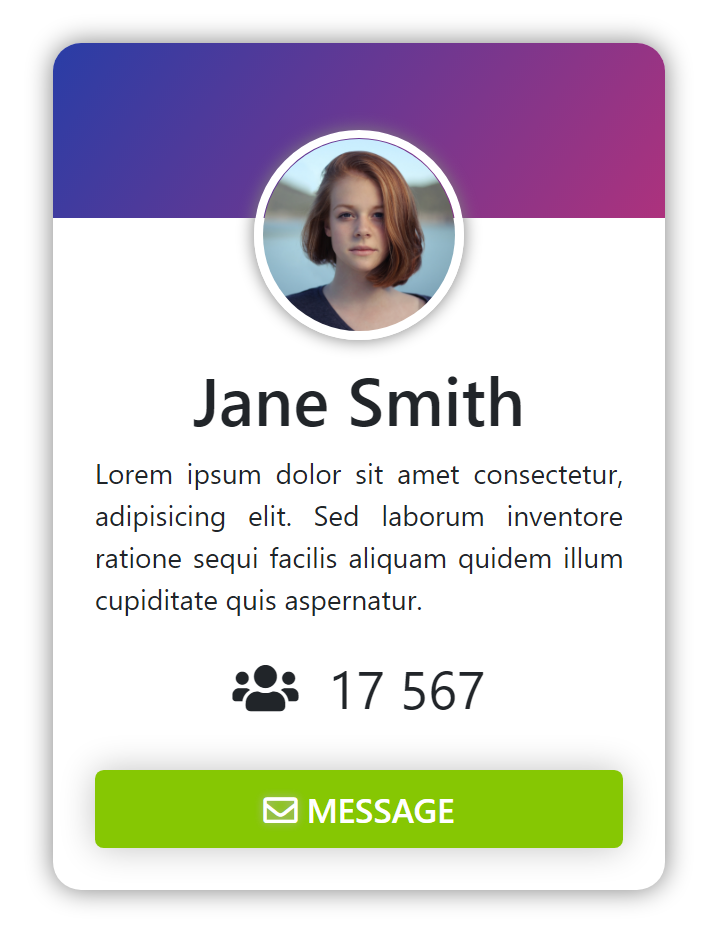 Jane Smith
Lorem ipsum dolor sit amet consectetur,
adipisicing elit. Sed laborum inventore
ratione sequi facilis aliquam quidem illum
cupiditate quis aspernatur.
17 567
MESSAGE